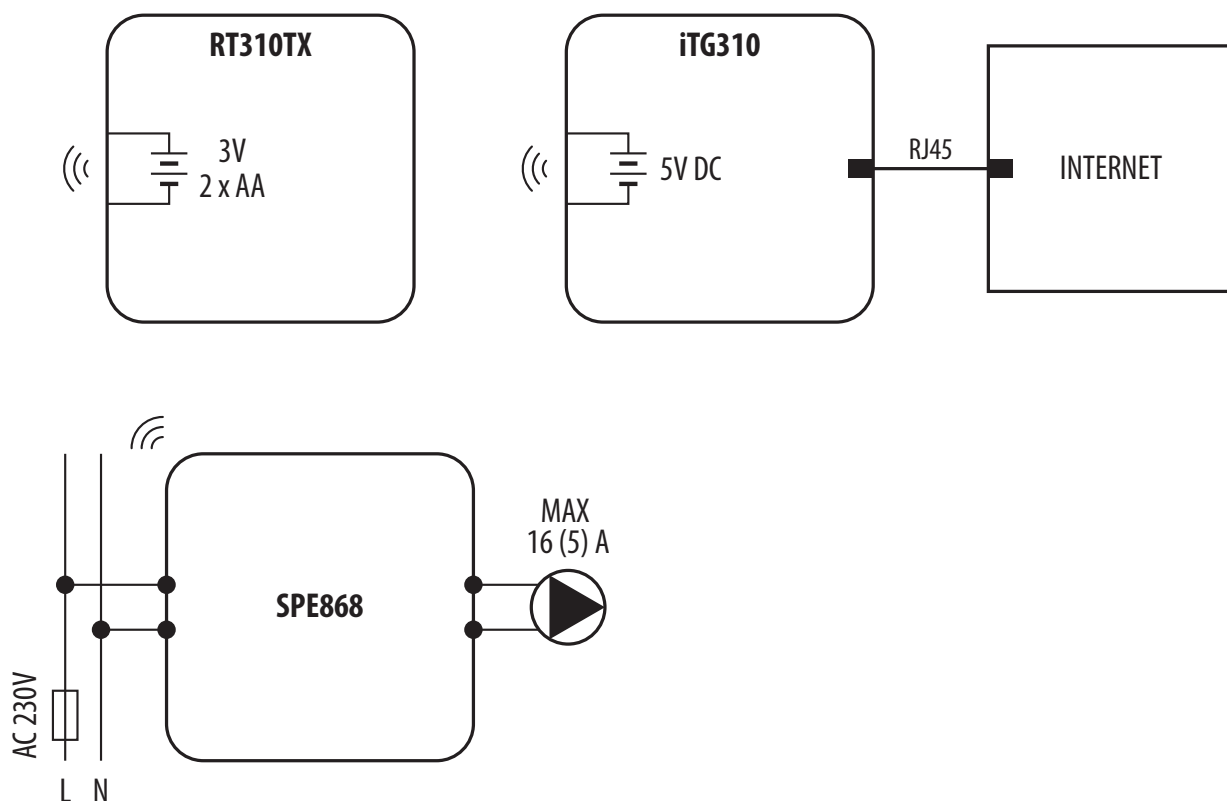 RT310TX
3V
2 x AA
iTG310
5V DC
RJ45
INTERNET
MAX
16 (5) A
SPE868
AC 230V
L N